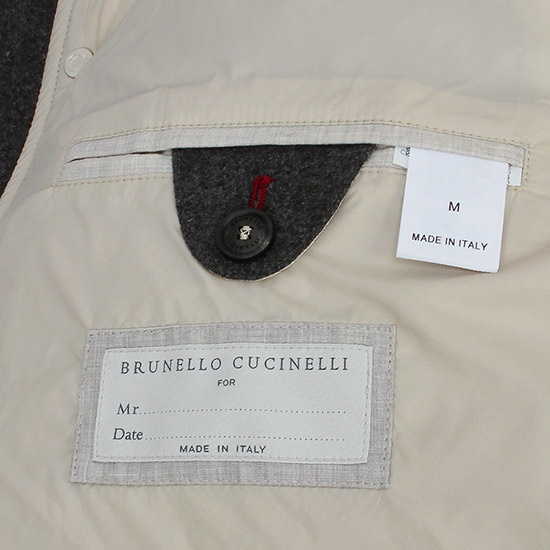 M
MADE IN ITALY
BRUNELLO CUCINELLI
FOR
Mr.
Date
MADE IN ITALY